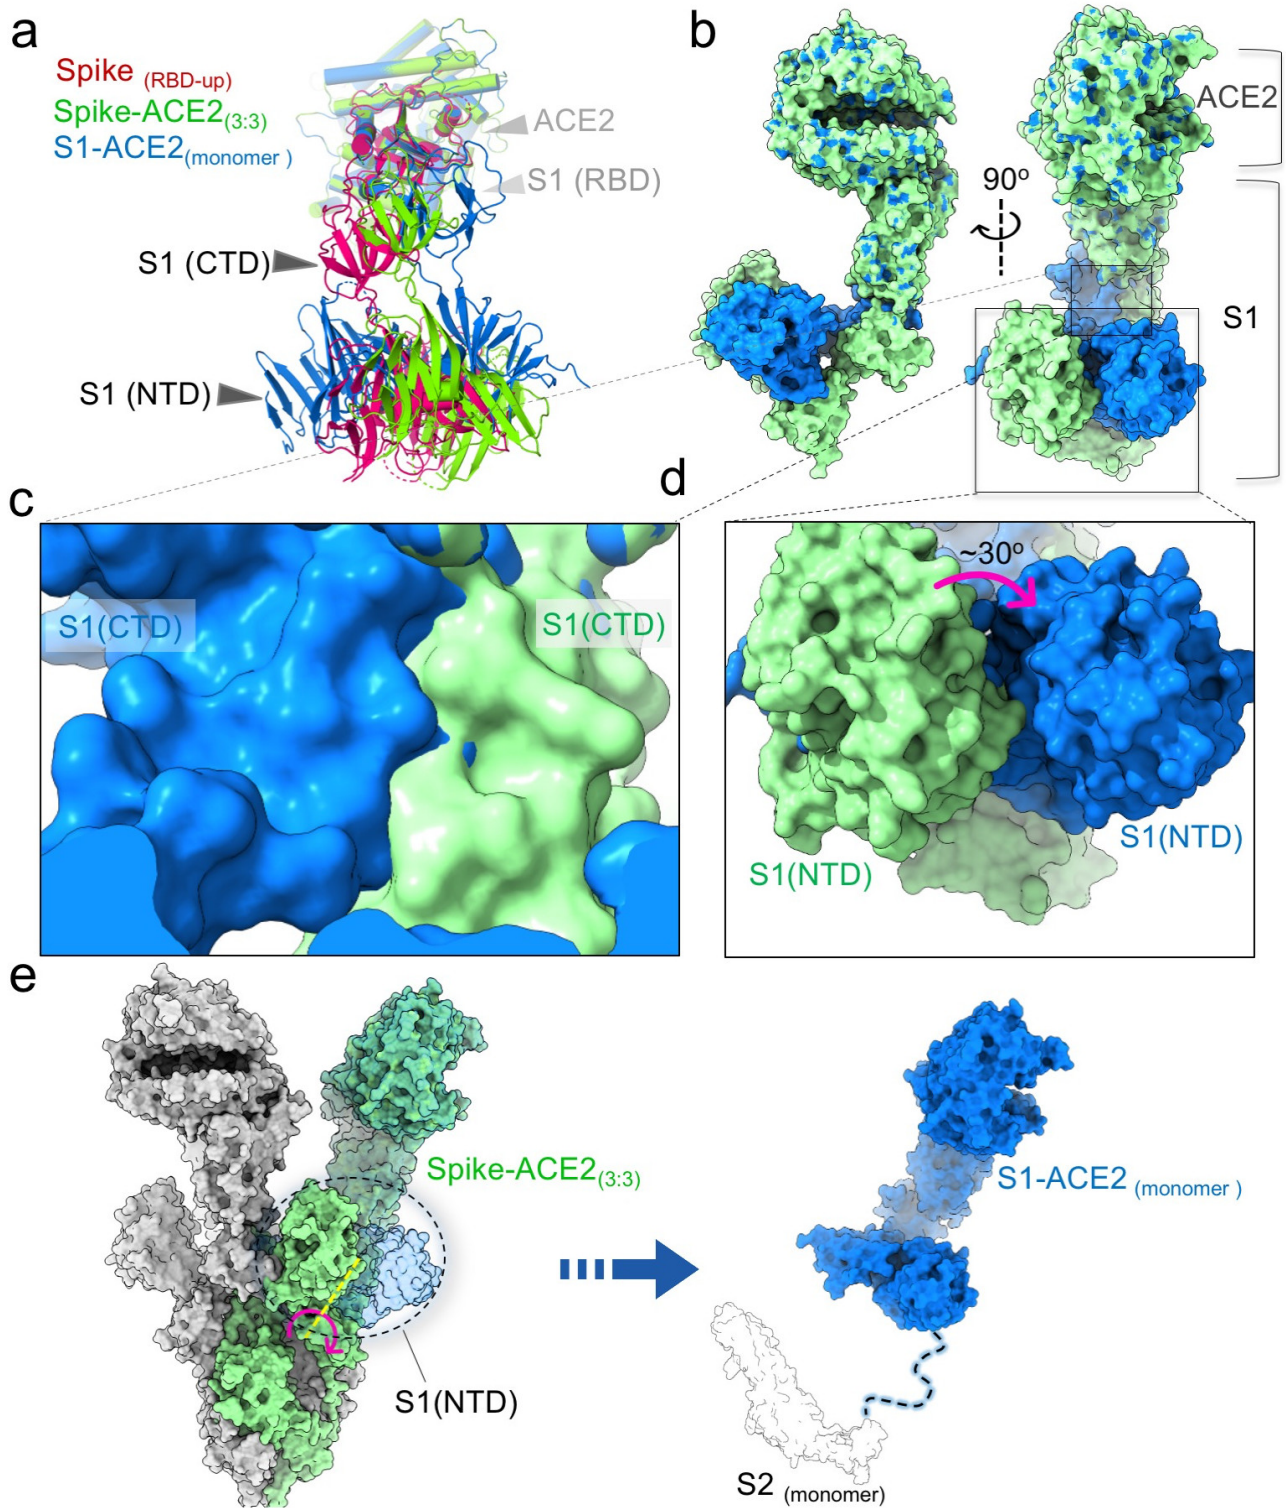 a
Spike (RBD-up)
Spike-ACE2(3:3)
S1-ACE2(monomer )
ACE2
S1 (RBD)
S1 (CTD)
S1 (NTD)
b
90o
ACE2
S1
c
S1(CTD)
S1(CTD)
d
~30o
S1(NTD)
S1(NTD)
e
Spike-ACE2(3:3)
S1(NTD)
S1-ACE2 (monomer )
S2 (monomer)